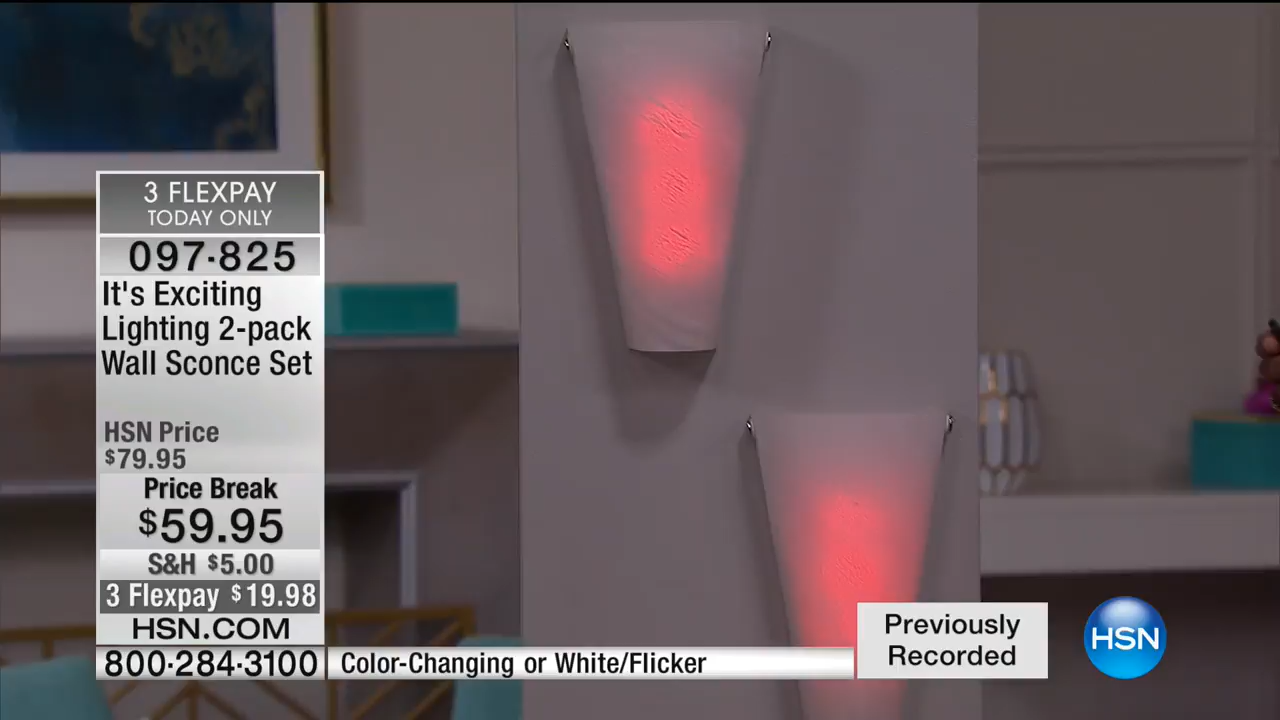 3 FLEXPAY
TODAY ONLY
097·825
It's Exciting
Lighting 2-pack
Wall Sconce Set
HSN Price
$79.95
Price Break
$59.95
S&H $5.00
3 Flexpay $19.98
HSN.COM
800·284·3100
Color-Changing or White/Flicker
Previously
Recorded
HSN